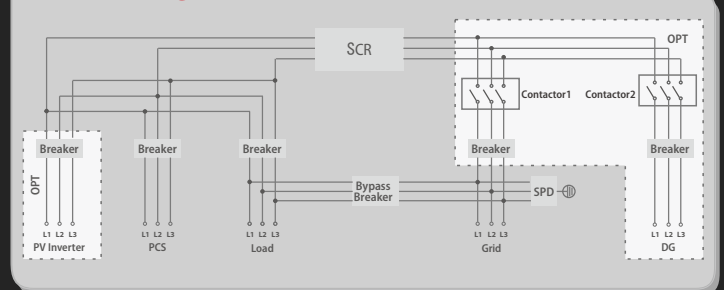 SCR
OPT
Contactor1
Contactor2
Breaker
Breaker
Breaker
Breaker
Breaker
OPT
Bypass
Breaker
SPD
L1 L2 L3
L1 L2 L3
L1 L2 L3
L1 L2 L3
L1 L2 L3
PV Inverter
PCS
Load
Grid
DG